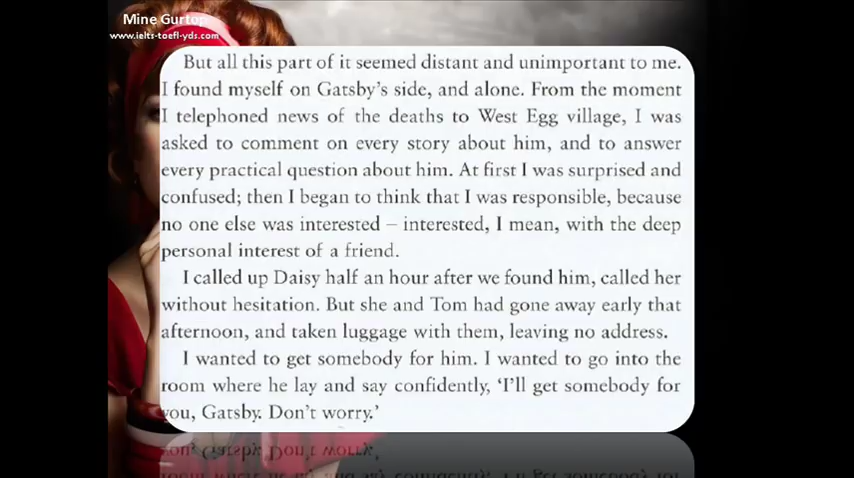 Mine Gurtop
www.ielts-toefl-yds.com
But all this part of it seemed distant and unimportant to me.
I found myself on Gatsby's side, and alone. From the moment
I telephoned news of the deaths to West Egg village, I was
asked to comment on every story about him, and to answer
every practical question about him. At first I was surprised and
confused; then I began to think that I was responsible, because
no one else was interested – interested, I mean, with the deep
personal interest of a friend.
I called up Daisy half an hour after we found him, called her
without hesitation. But she and Tom had gone away early that
afternoon, and taken luggage with them, leaving no address.
I wanted to get somebody for him. I wanted to go into the
room where he lay and say confidently, 'I'll get somebody for
you, Gatsby. Don't worry.'